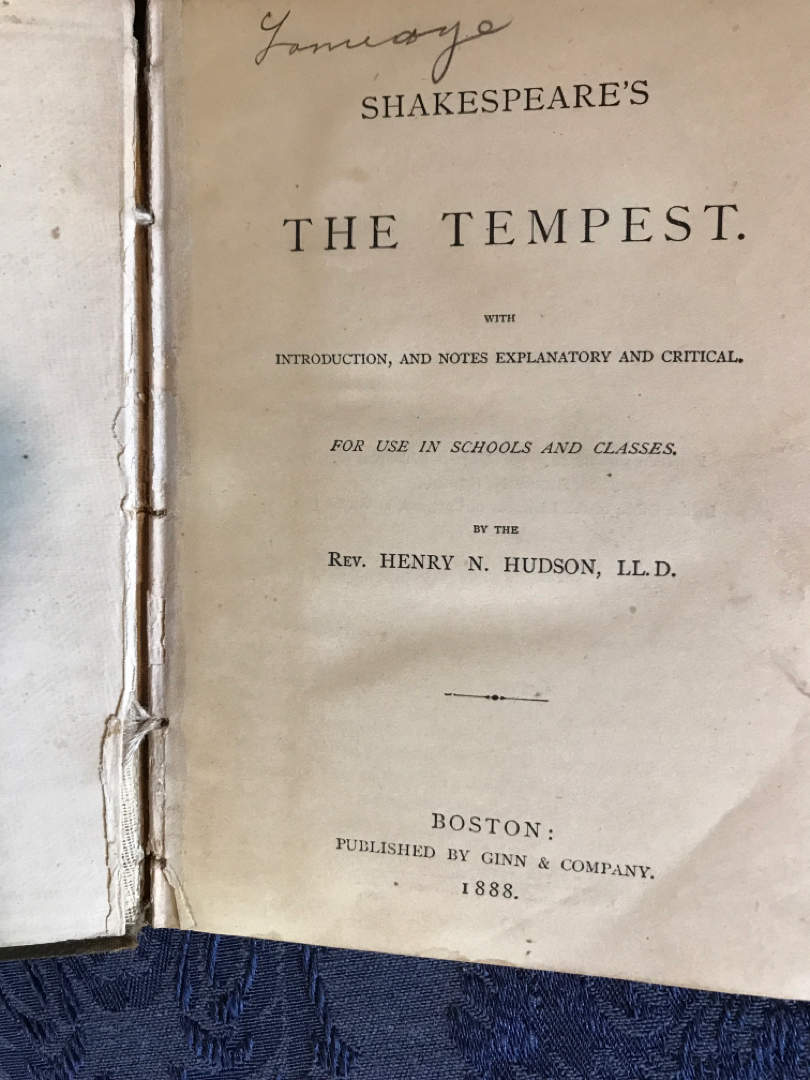 SHAKESPEARE'S
THE TEMPEST.
WITH
INTRODUCTION, AND NOTES EXPLANATORY AND CRITICAL.
FOR USE IN SCHOOLS AND CLASSES.
BY THE
REV. HENRY N. HUDSON, LL.D.
BOSTON:
PUBLISHED BY GINN & COMPANY.
1888.